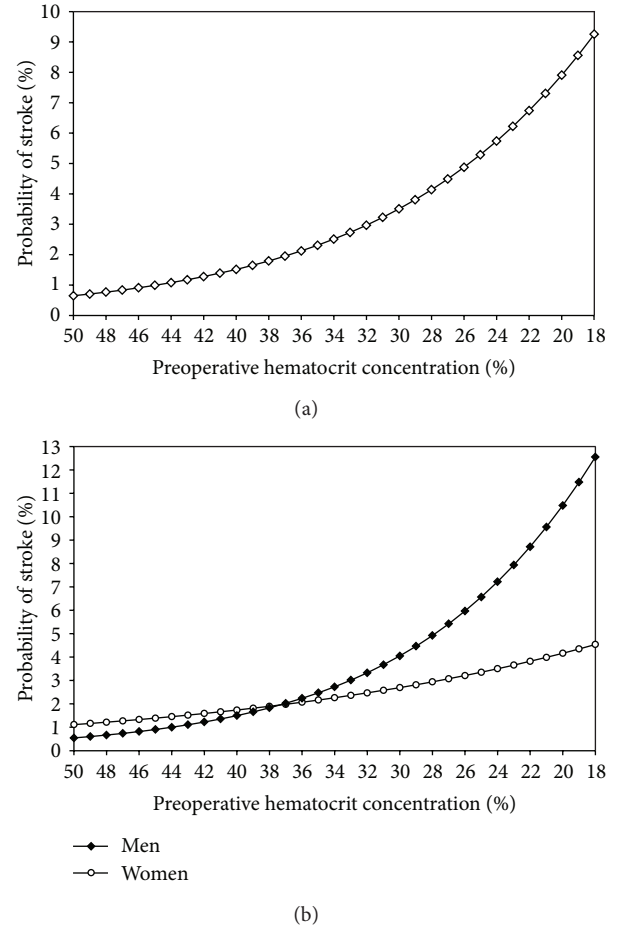 10
9
8
7
6
5
4
3
2
1
0
Probability of stroke (%)
50 48 46 44 42 40 38 36 34 32 30 28 26 24 22 20 18
Preoperative hematocrit concentration (%)
(a)
13
12
11
10
9
8
7
6
5
4
3
2
1
0
Probability of stroke (%)
50 48 46 44 42 40 38 36 34 32 30 28 26 24 22 20 18
Preoperative hematocrit concentration (%)
Men
Women
(b)